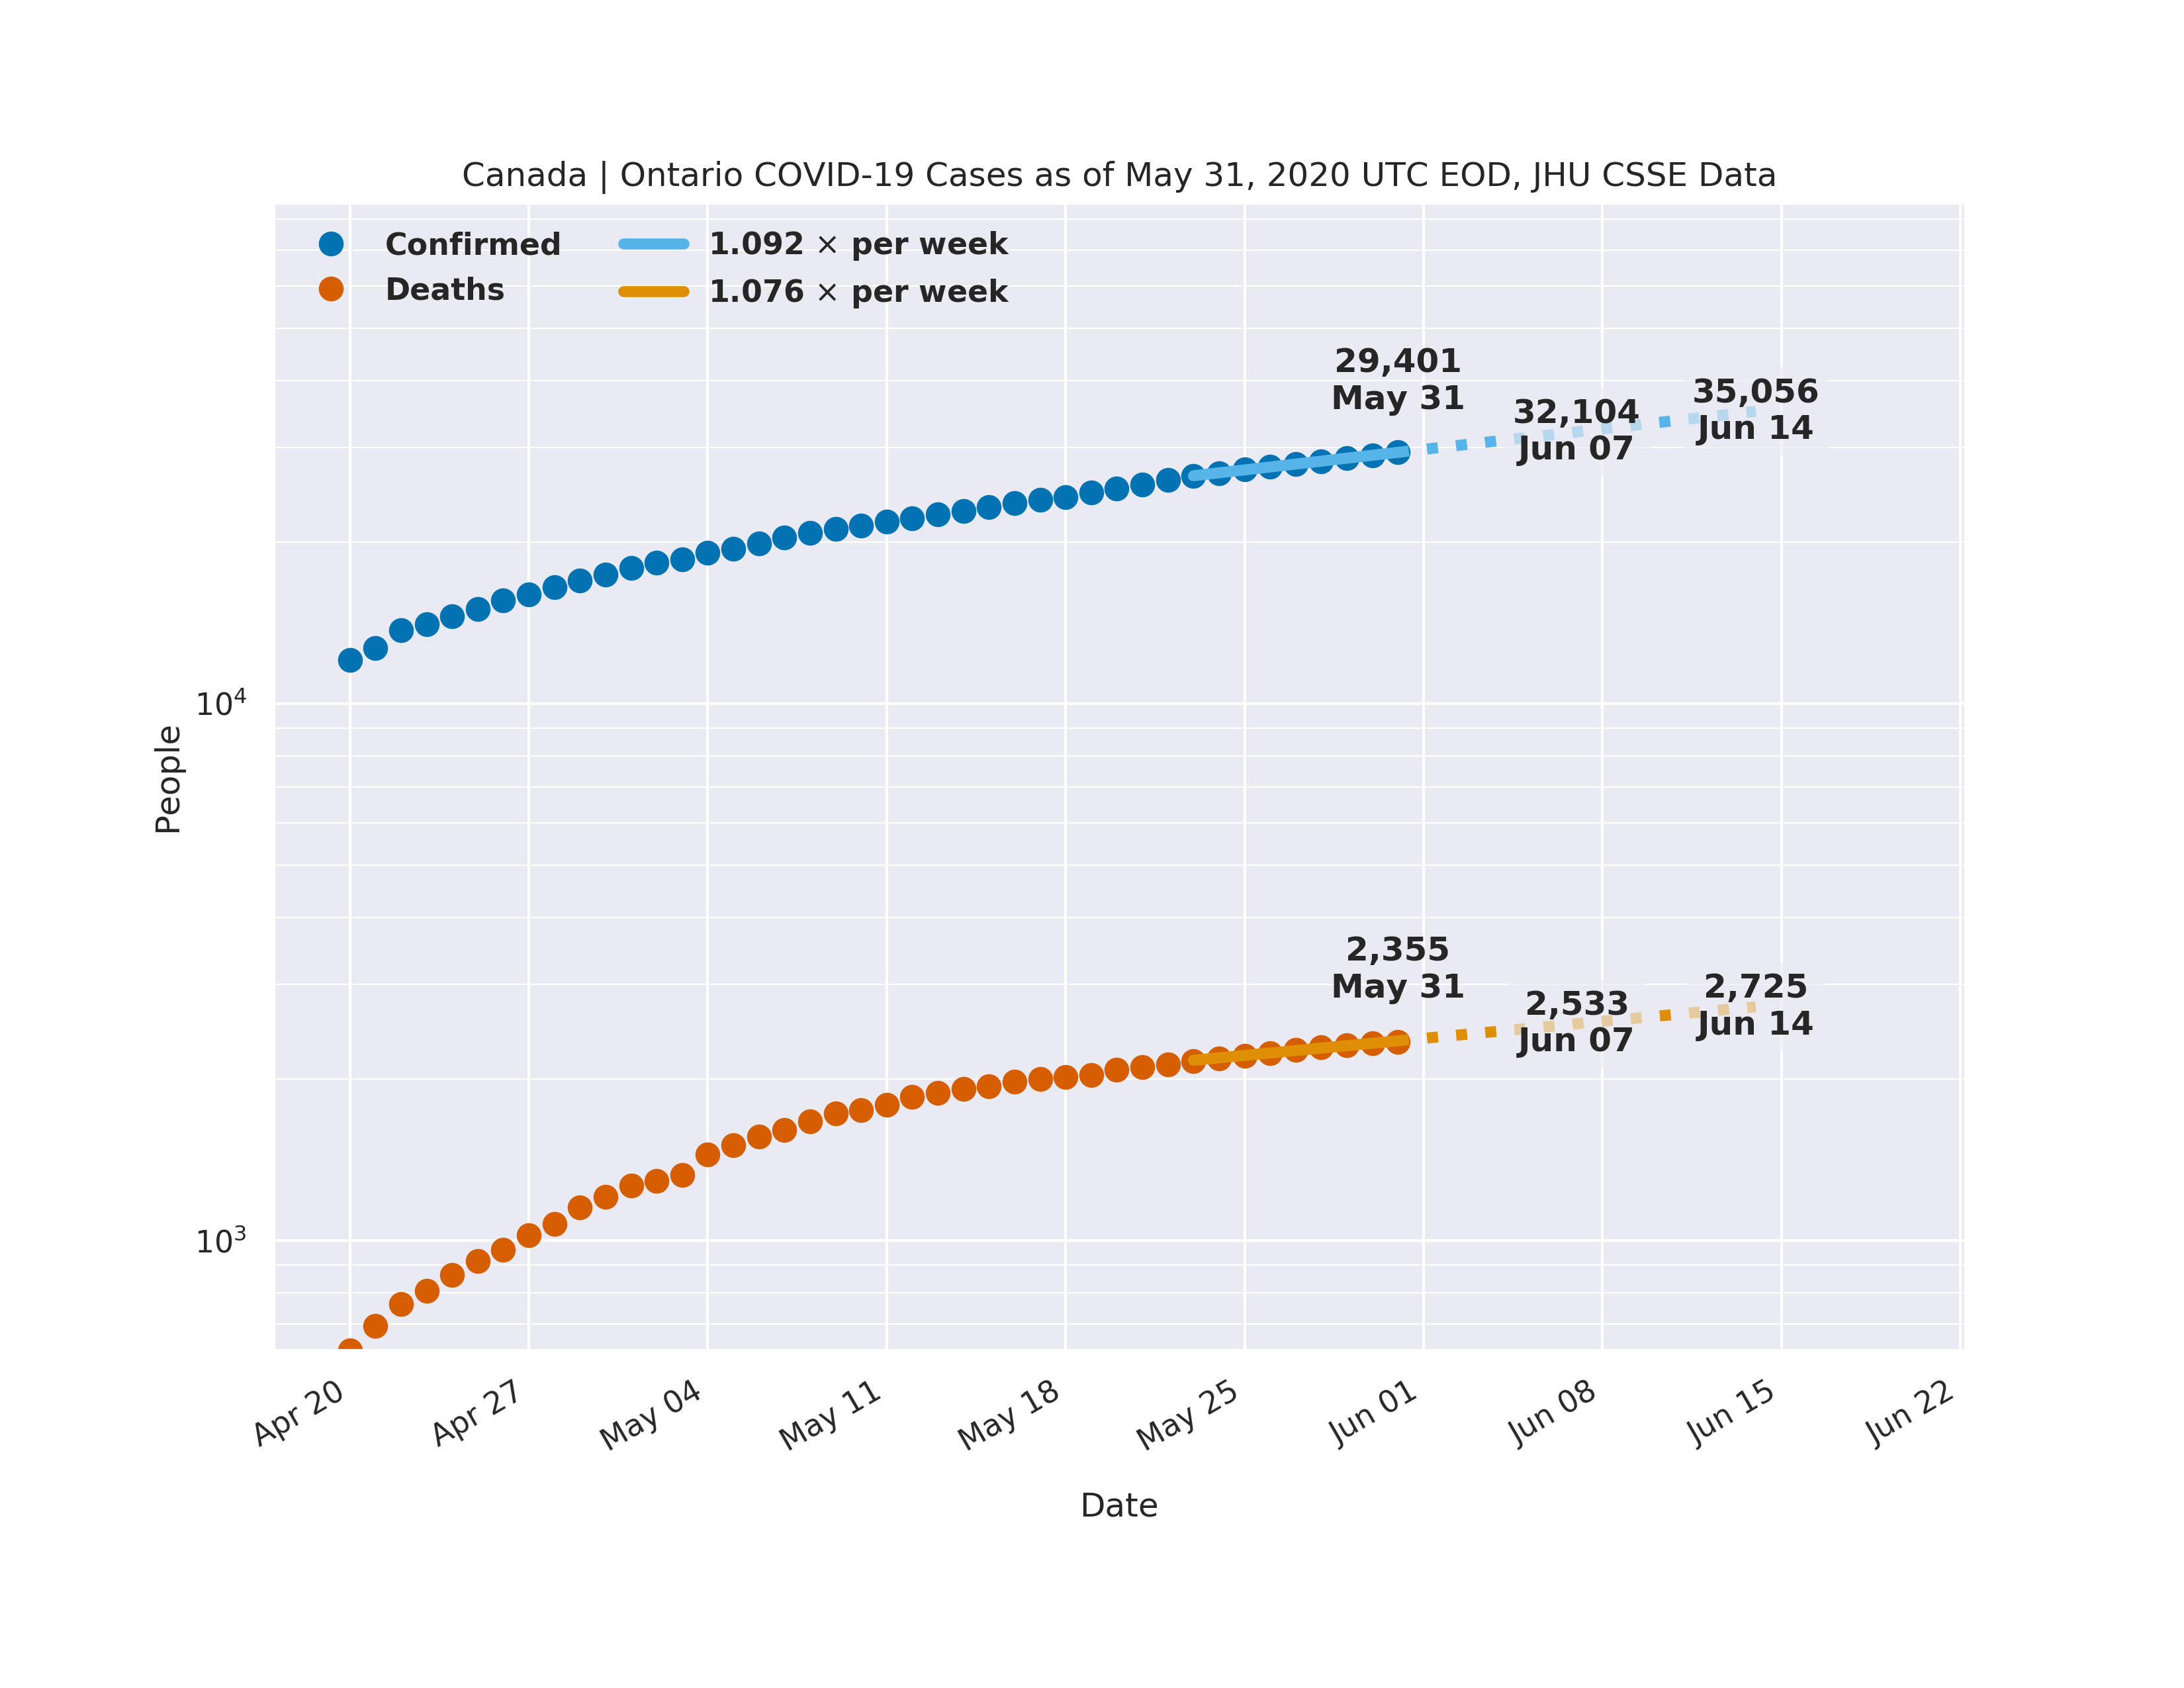 Canada | Ontario COVID-19 Cases as of May 31, 2020 UTC EOD, JHU CSSE Data
Confirmed
Deaths
1.092 × per week
1.076 × per week
29,401
May 31
32,104
Jun 07
35,056
Jun 14
10⁴
People
2,355
May 31
2,533
Jun 07
2,725
Jun 14
10³
Apr 20
Apr 27
May 04
May 11
May 18
May 25
Jun 01
Jun 08
Jun 15
Jun 22
Date